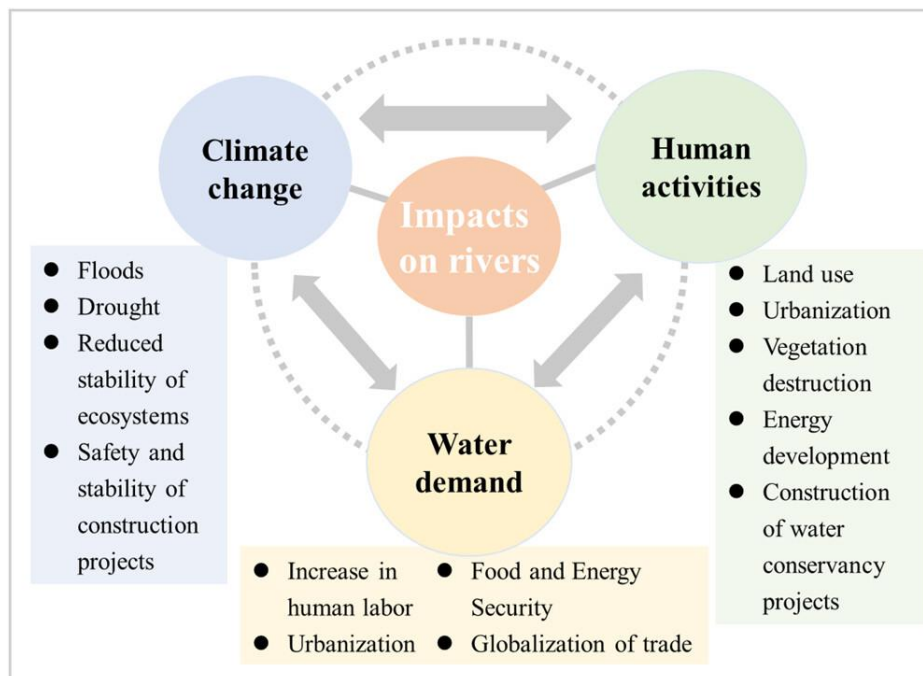 Climate
change
Human
activities
Impacts
on rivers
● Floods
● Drought
● Reduced
stability of
ecosystems
● Safety and
stability of
construction
projects
● Land use
● Urbanization
● Vegetation
destruction
● Energy
development
● Construction
of water
conservancy
projects
Water
demand
● Increase in
human labor
● Urbanization
● Food and Energy
Security
● Globalization of trade